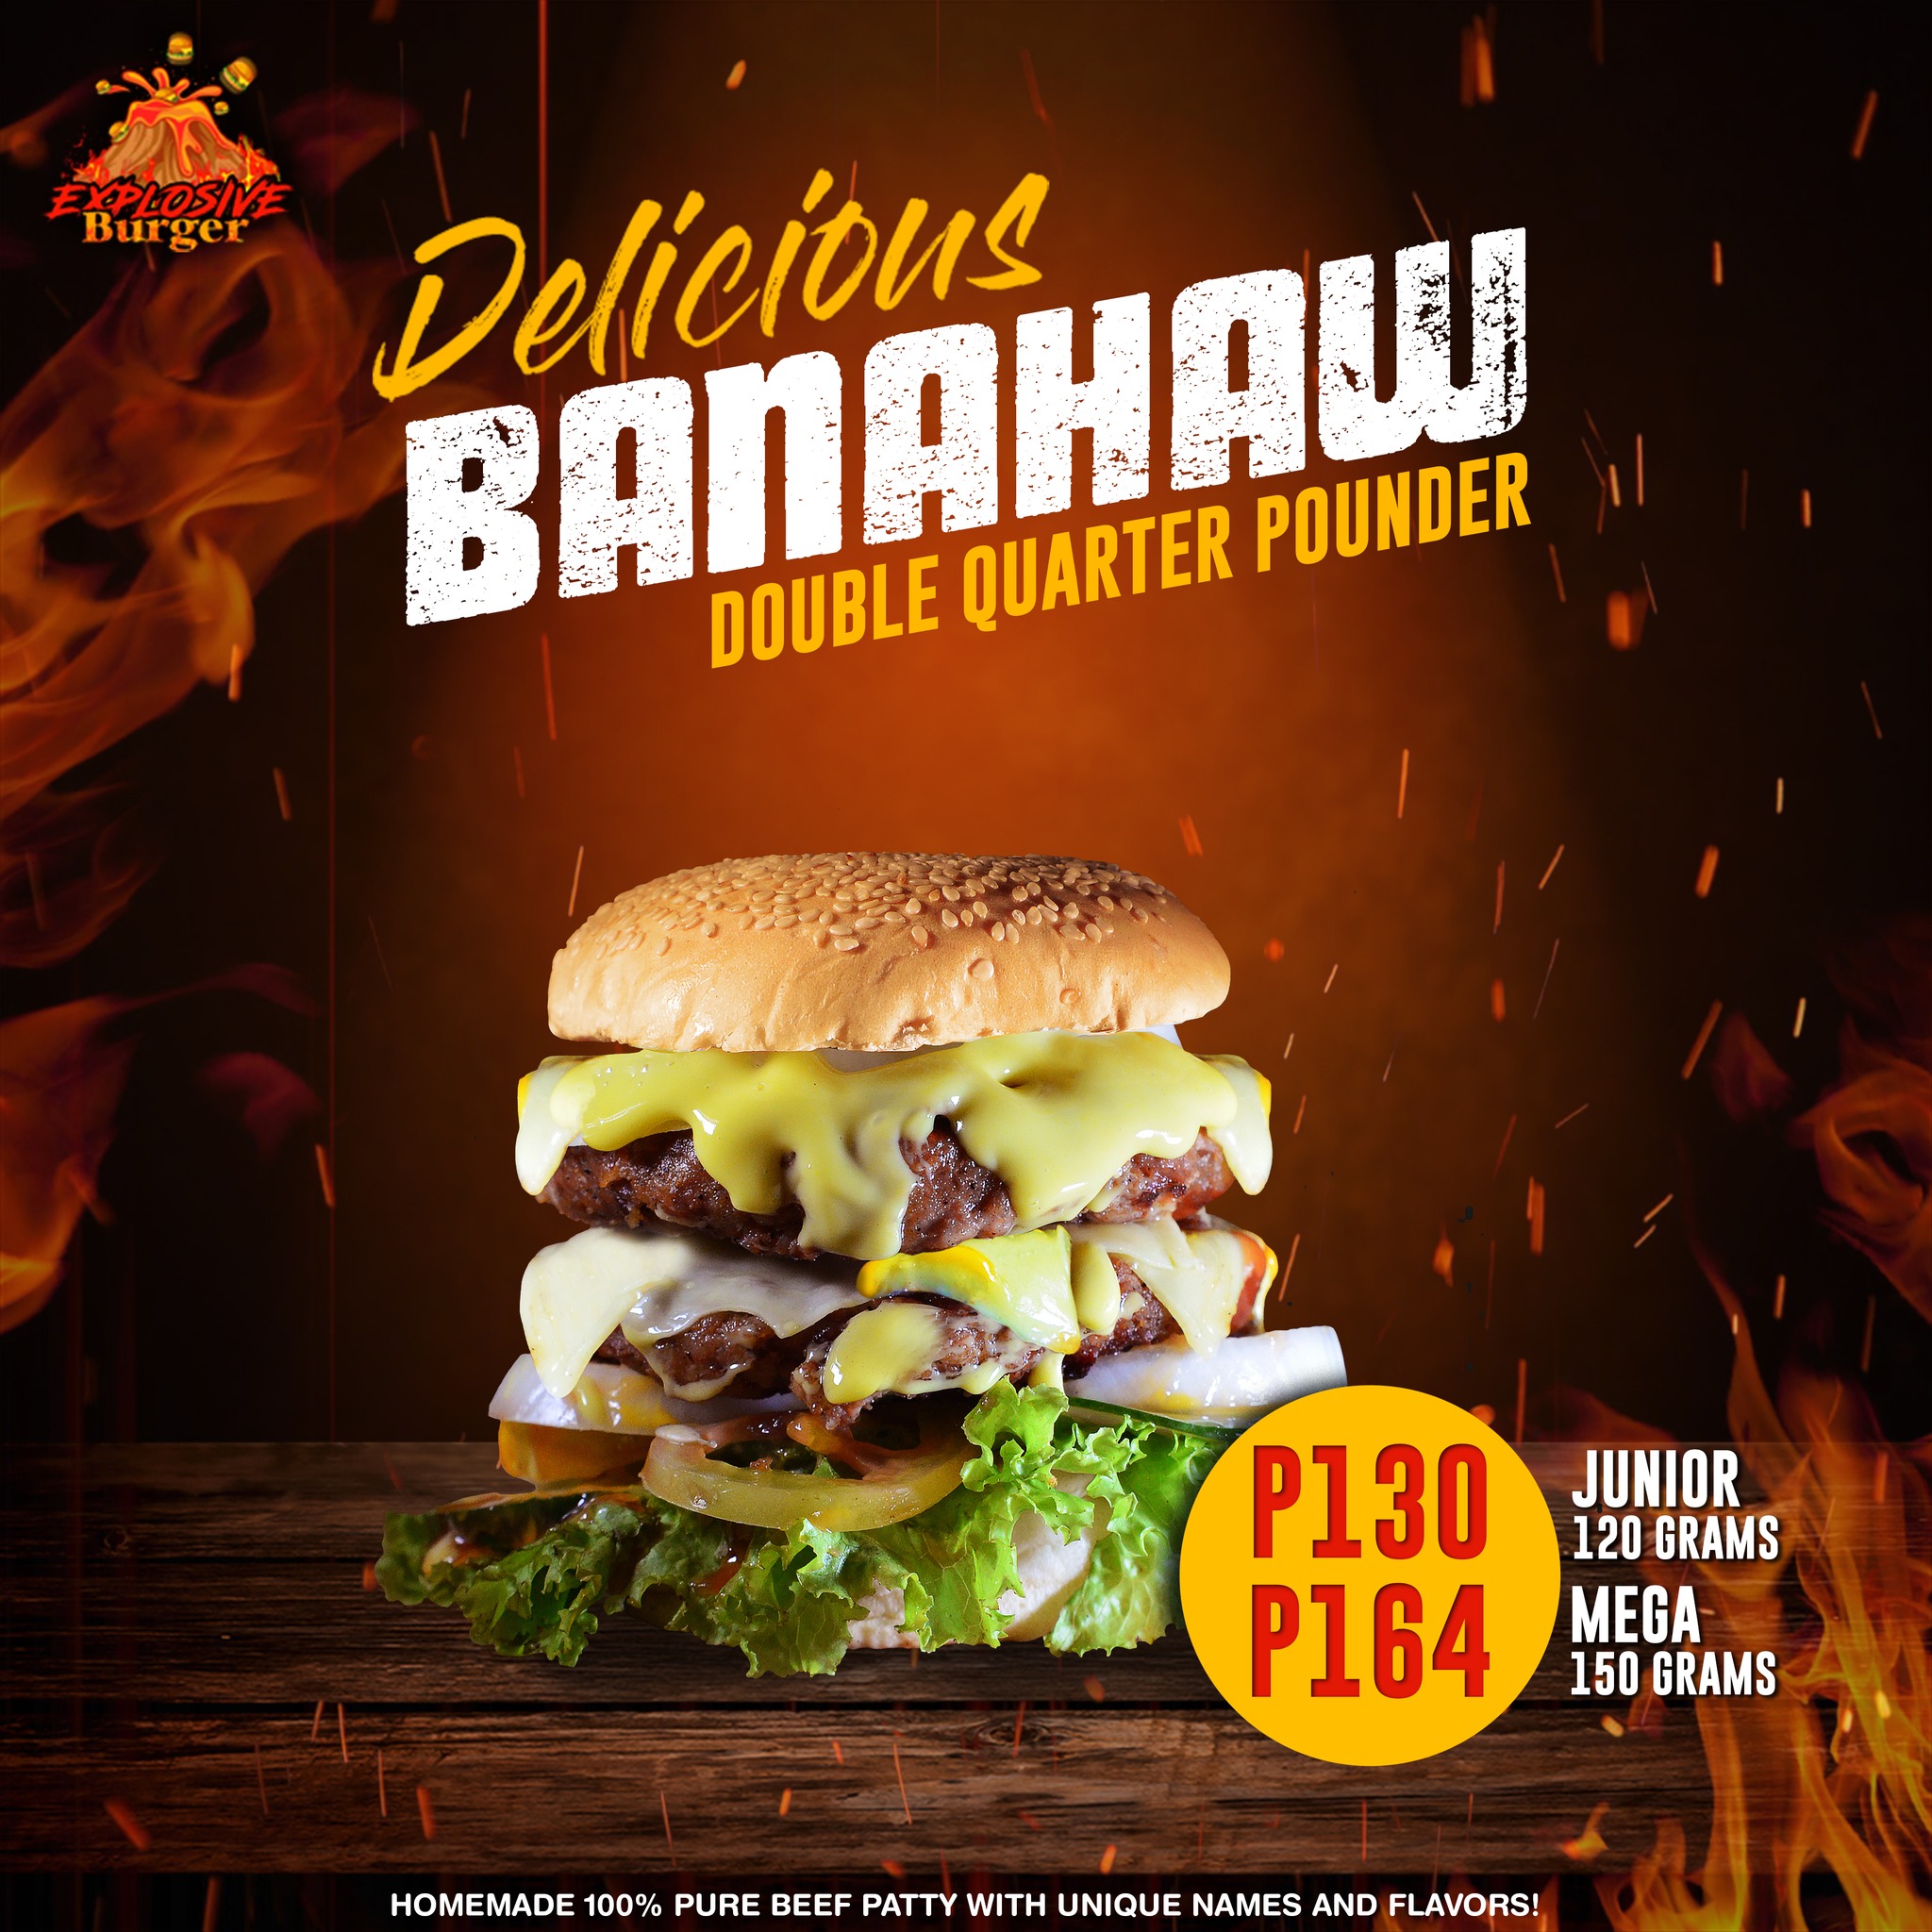 EXPLOSIVE
Burger
Delicious
BANAHAW
DOUBLE QUARTER POUNDER
P130
JUNIOR
120 GRAMS
P164
MEGA
150 GRAMS
HOMEMADE 100% PURE BEEF PATTY WITH UNIQUE NAMES AND FLAVORS!